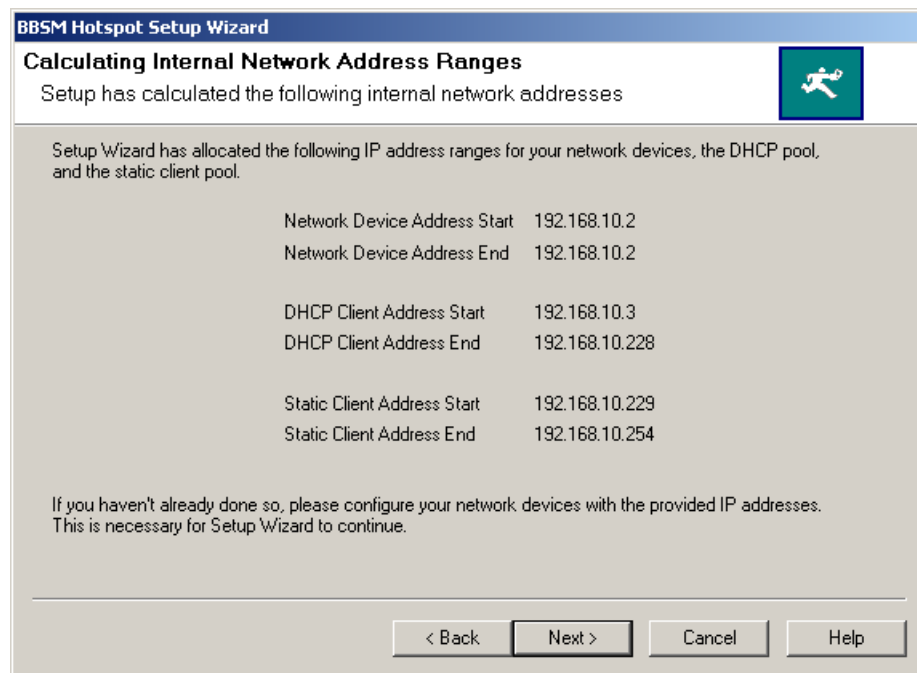 BBSM Hotspot Setup Wizard
Calculating Internal Network Address Ranges
Setup has calculated the following internal network addresses
Setup Wizard has allocated the following IP address ranges for your network devices, the DHCP pool,
and the static client pool.
Network Device Address Start 192.168.10.2
Network Device Address End 192.168.10.2
DHCP Client Address Start 192.168.10.3
DHCP Client Address End 192.168.10.228
Static Client Address Start 192.168.10.229
Static Client Address End 192.168.10.254
If you haven't already done so, please configure your network devices with the provided IP addresses.
This is necessary for Setup Wizard to continue.
< Back Next > Cancel Help